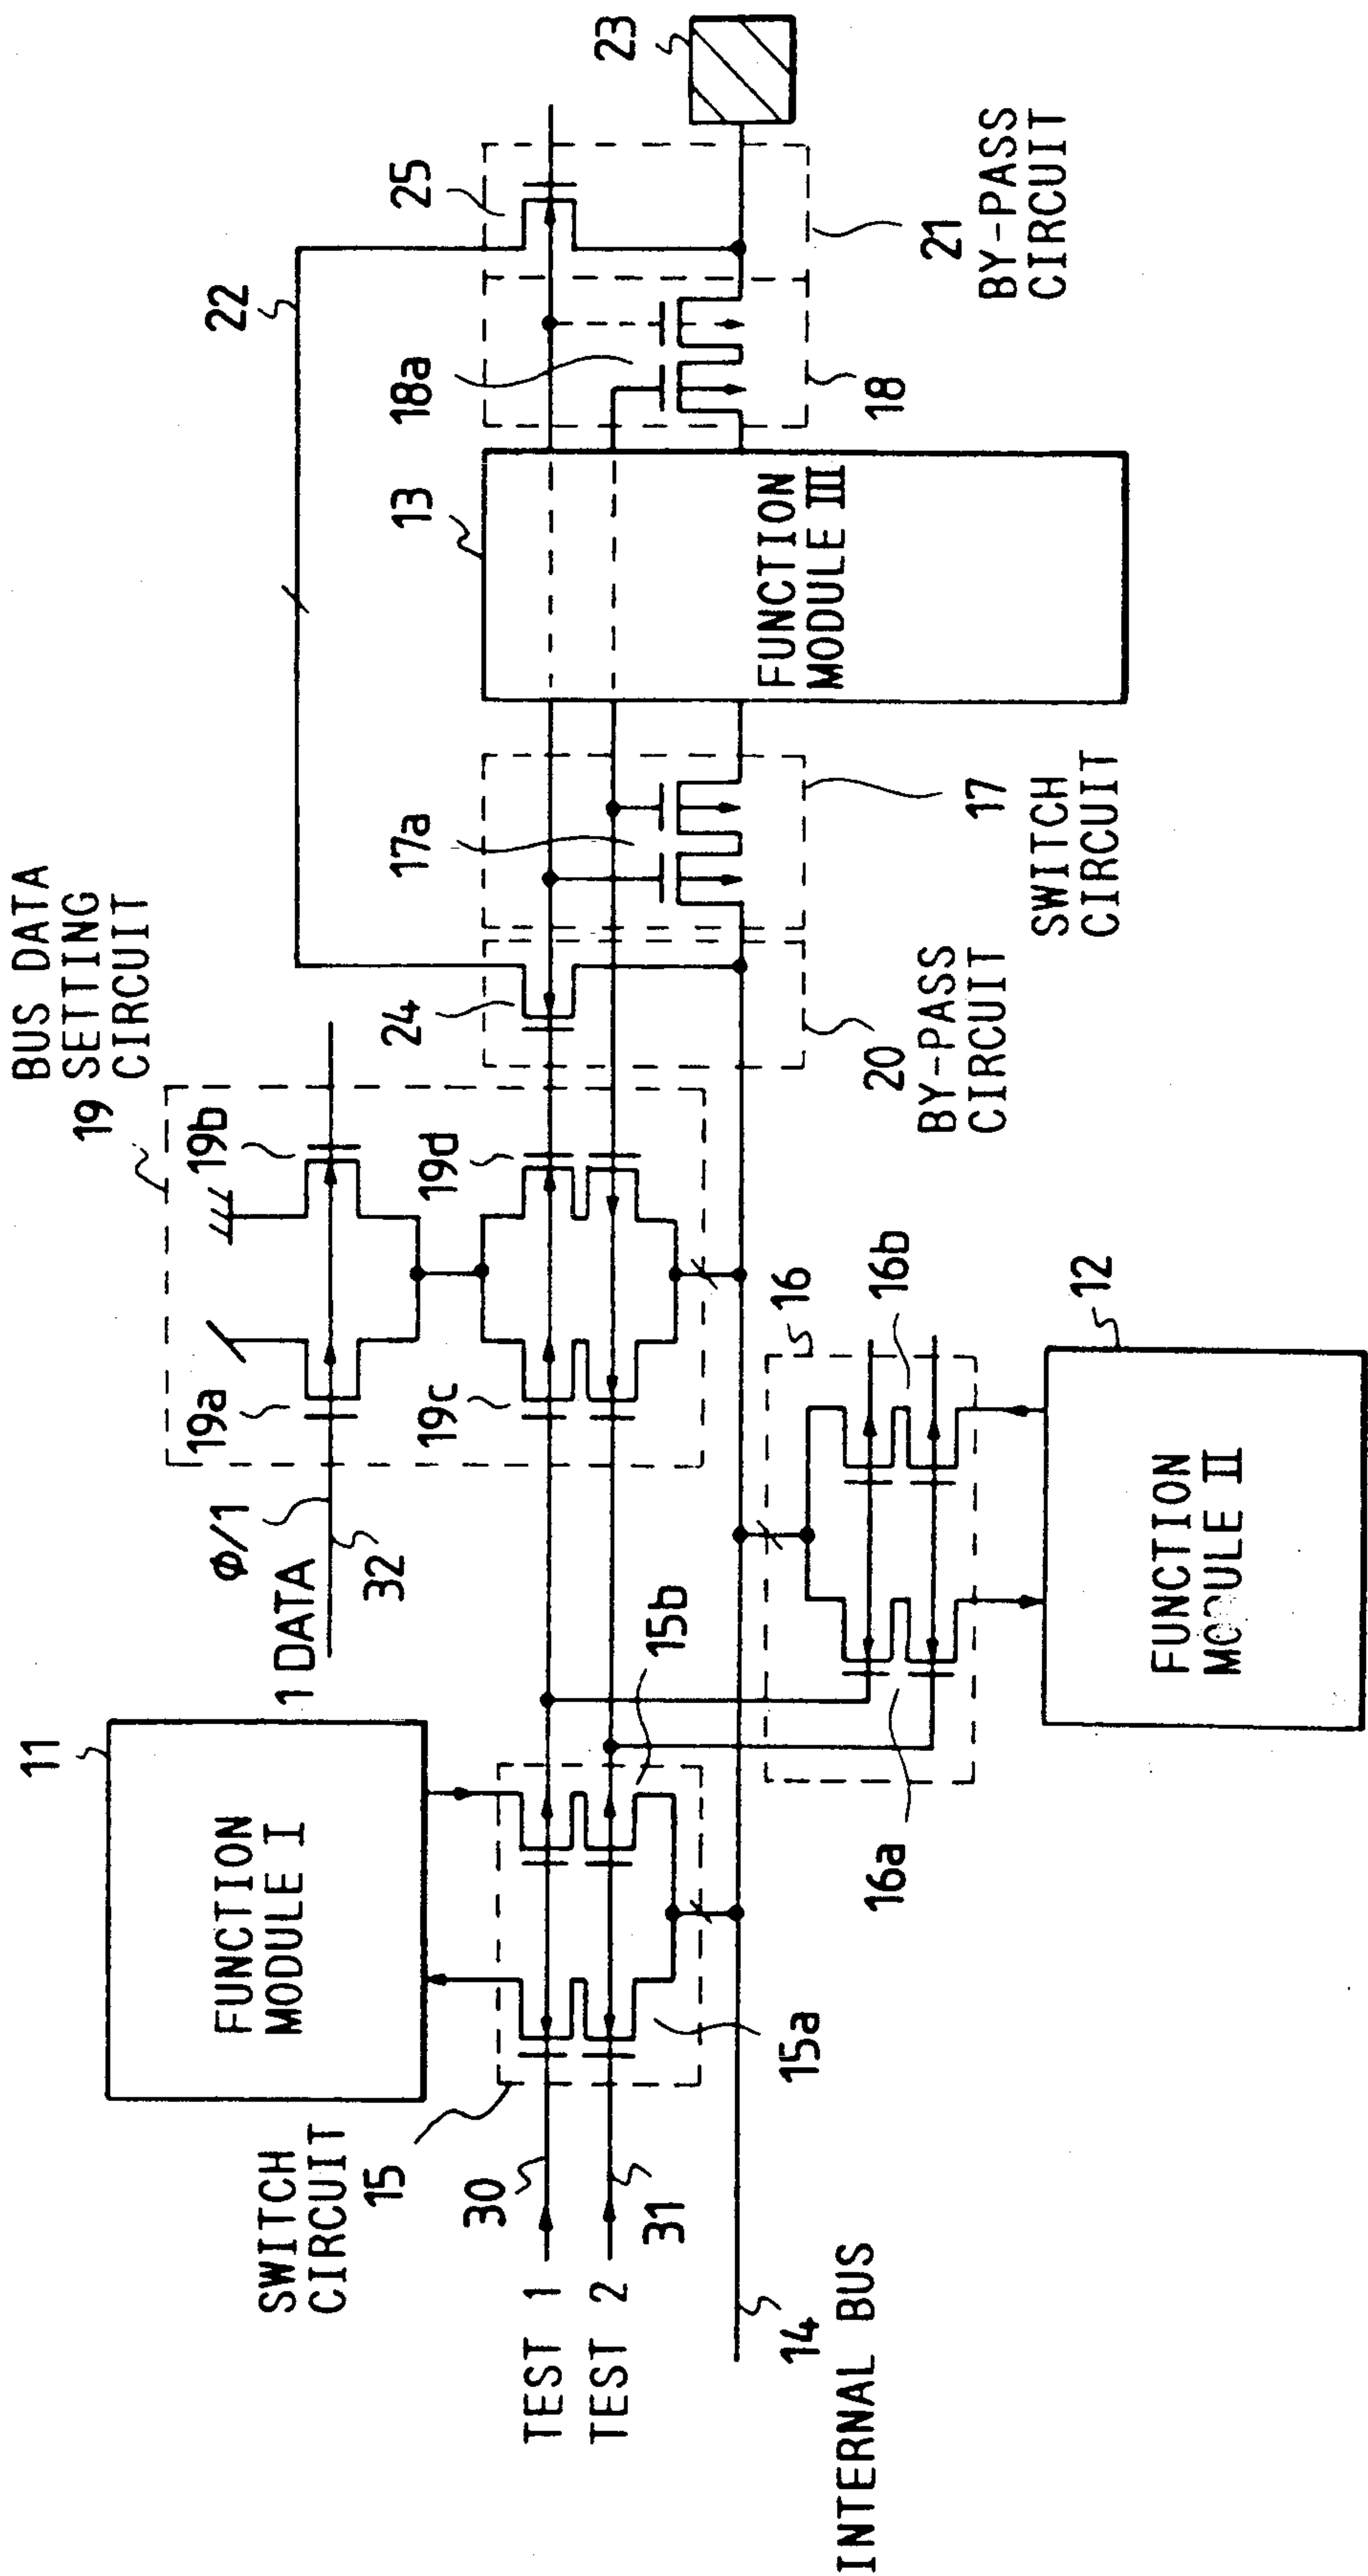 BUS DATA
SETTING
CIRCUIT
19
19a
19b
19c
19d
Φ/1
1 DATA
32
11
FUNCTION
MODULE I
SWITCH
CIRCUIT
15
15a
15b
30
TEST 1
TEST 2
31
14
INTERNAL BUS
16
16a
16b
12
FUNCTION
MODULE II
24
20
BY-PASS
CIRCUIT
17a
17
SWITCH
CIRCUIT
22
13
FUNCTION
MODULE III
18a
18
25
21
BY-PASS
CIRCUIT
23